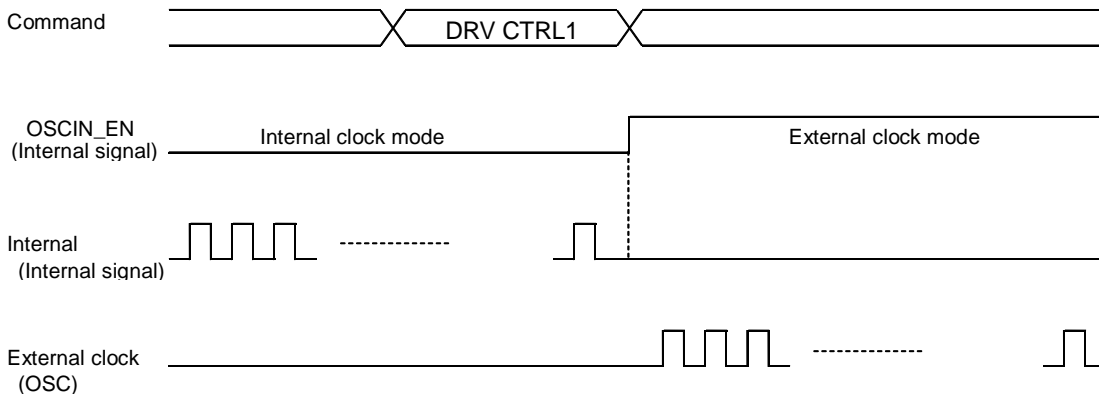 Command
DRV CTRL1
OSCIN_EN
(Internal signal)
Internal clock mode
External clock mode
Internal
(Internal signal)
External clock
(OSC)